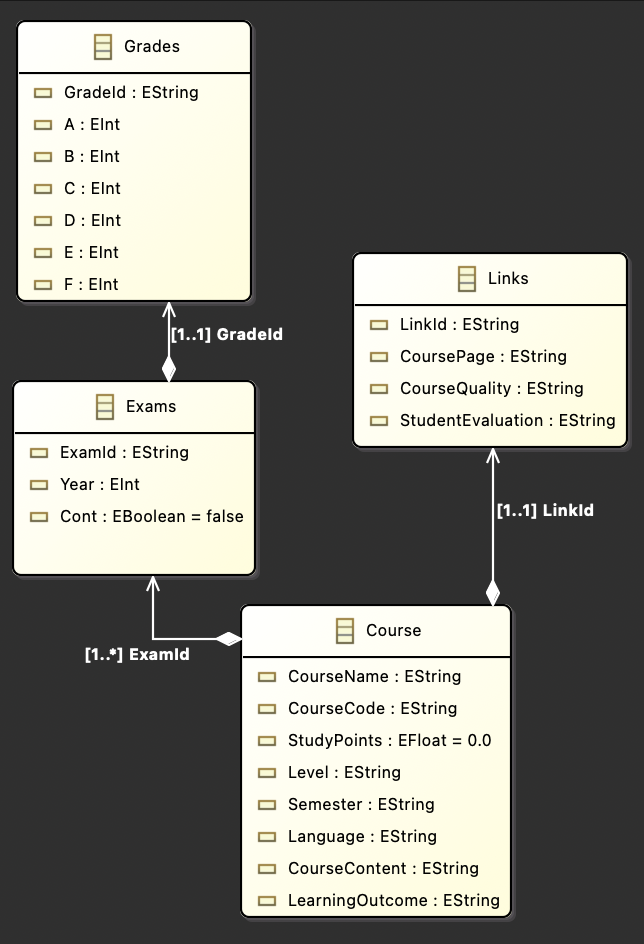 Grades
GradeId : EString
A : EInt
B : EInt
C : EInt
D : EInt
E : EInt
F : EInt
[1..1] GradeId
Exams
ExamId : EString
Year : EInt
Cont : EBoolean = false
Links
LinkId : EString
CoursePage : EString
CourseQuality : EString
StudentEvaluation : EString
[1..1] LinkId
[1..*] ExamId
Course
CourseName : EString
CourseCode : EString
StudyPoints : EFloat = 0.0
Level : EString
Semester : EString
Language : EString
CourseContent : EString
LearningOutcome : EString